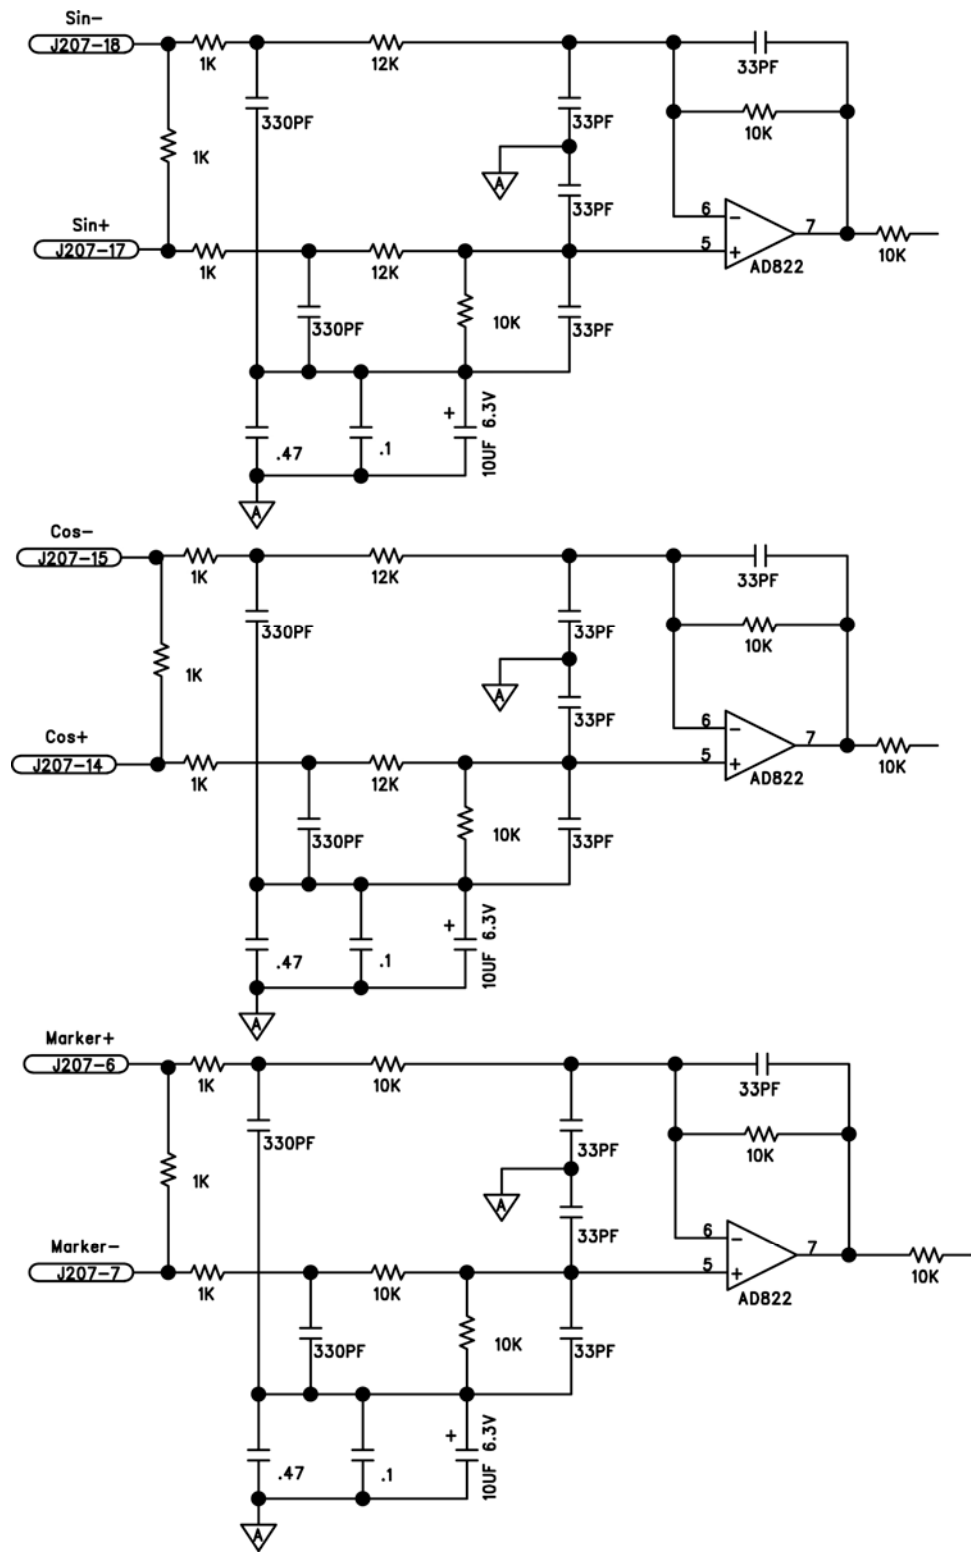 Sin-
J207-18
1K
12K
33PF
330PF
33PF
10K
1K
A
33PF
Sin+
J207-17
1K
12K
6
-
7
5
+
10K
AD822
330PF
10K
33PF
+
10UF 6.3V
.47
.1
A
Cos-
J207-15
1K
12K
33PF
330PF
33PF
10K
1K
A
33PF
Cos+
J207-14
1K
12K
6
-
7
5
+
10K
AD822
330PF
10K
33PF
+
10UF 6.3V
.47
.1
A
Marker+
J207-6
1K
10K
33PF
330PF
33PF
10K
1K
A
33PF
Marker-
J207-7
1K
10K
6
-
7
5
+
10K
AD822
330PF
10K
33PF
+
10UF 6.3V
.47
.1
A